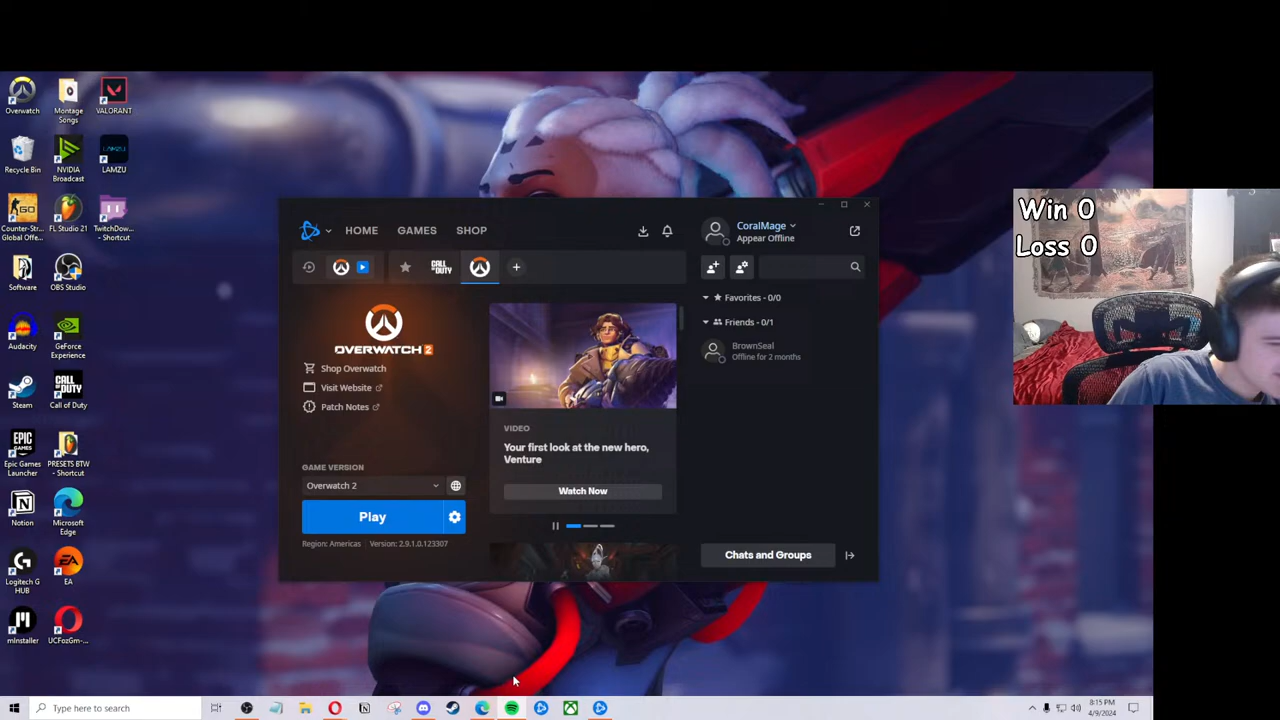 Overwatch
Montage
Songs
VALORANT
Recycle Bin
NVIDIA
Broadcast
LAMZU
Counter-Str...
Global Offe...
FL Studio 21
TwitchDow...
- Shortcut
Software
OBS Studio
Audacity
GeForce
Experience
Steam
Call of Duty
Epic Games
Launcher
PRESETS BTW
- Shortcut
Notion
Microsoft
Edge
Logitech G
HUB
EA
mInstaller
UCFozGm-...
HOME
GAMES
SHOP
CALL OF DUTY
OVERWATCH 2
Shop Overwatch
Visit Website
Patch Notes
GAME VERSION
Overwatch 2
Play
Region: Americas
Version: 2.9.1.0.123307
VIDEO
Your first look at the new hero,
Venture
Watch Now
CoralMage
Appear Offline
Favorites - 0/0
Friends - 0/1
BrownSeal
Offline for 2 months
Chats and Groups
Win 0
Loss 0
Type here to search
8:15 PM
4/9/2024